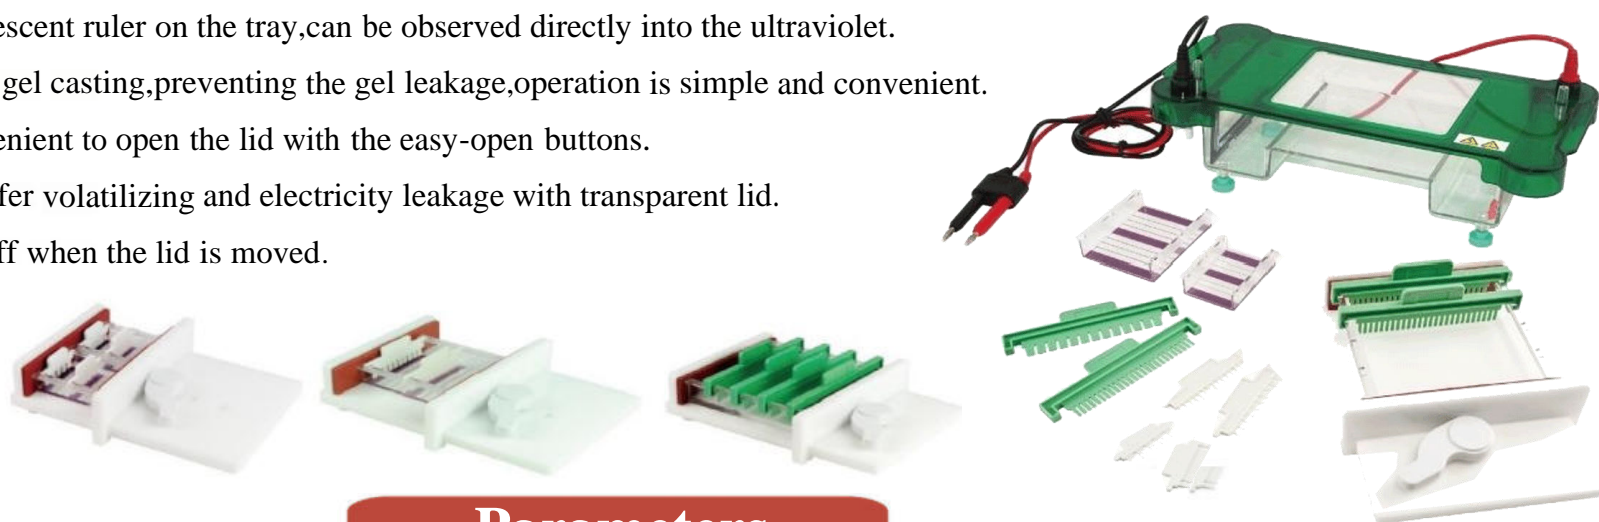 escent ruler on the tray,can be observed directly into the ultraviolet.
gel casting,preventing the gel leakage,operation is simple and convenient.
enient to open the lid with the easy-open buttons.
fer volatilizing and electricity leakage with transparent lid.
ff when the lid is moved.
Parameters